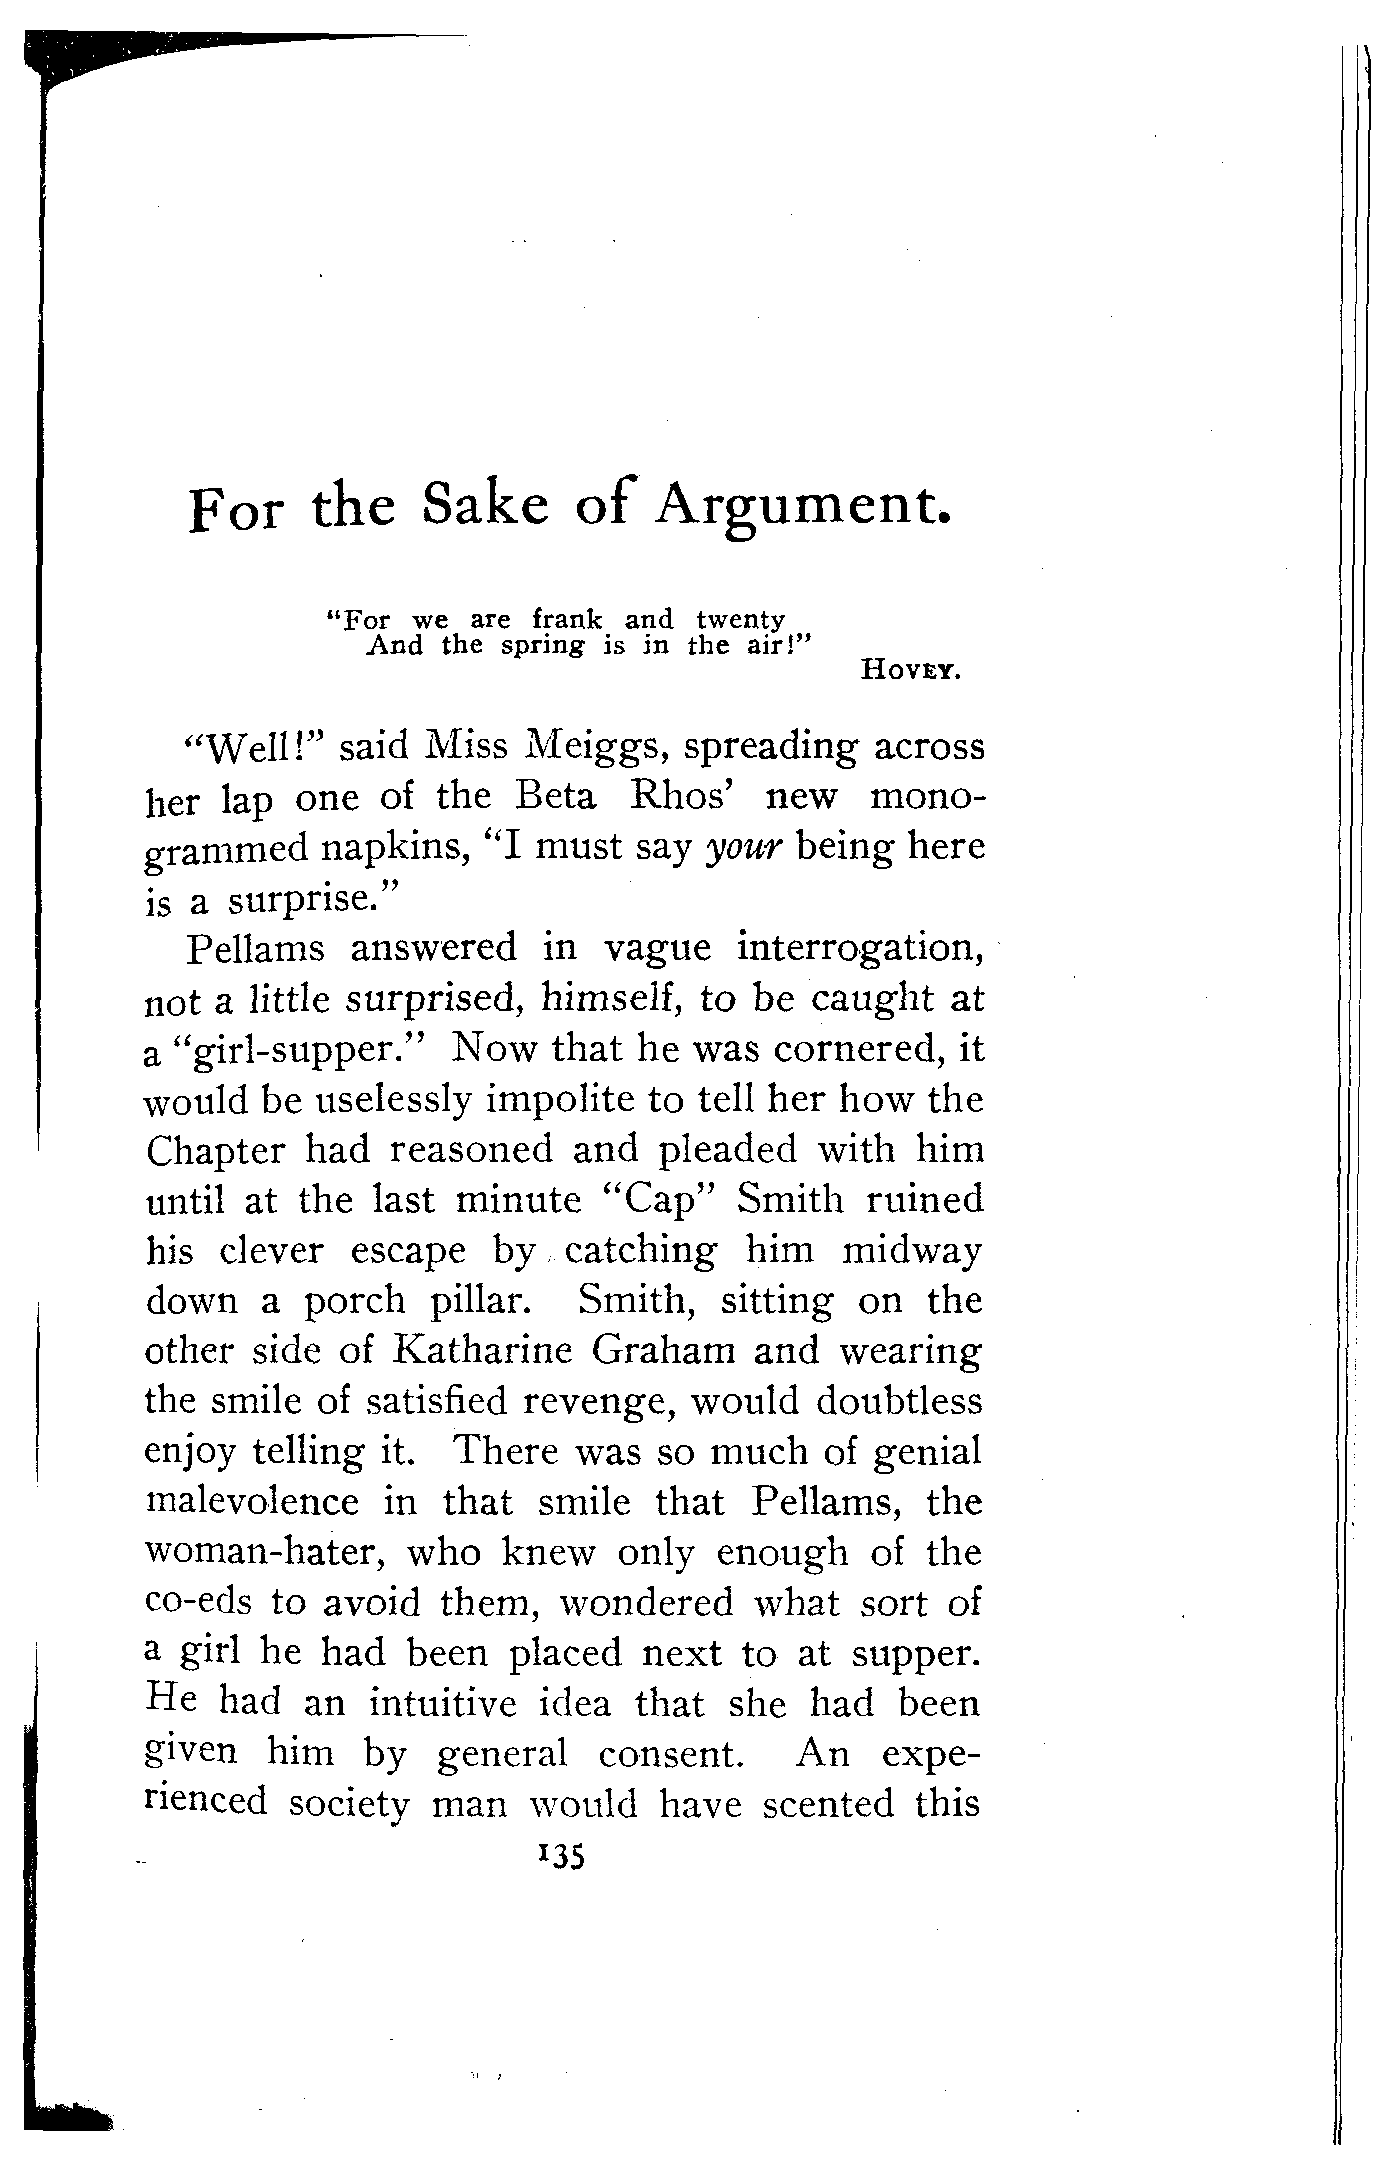 For the Sake of Argument.
“For we are frank and twenty
And the spring is in the air!”
HOVEY.
“Well!” said Miss Meiggs, spreading across
her lap one of the Beta Rhos’ new mono-
grammed napkins, “I must say your being here
is a surprise.”
Pellams answered in vague interrogation,
not a little surprised, himself, to be caught at
a “girl-supper.” Now that he was cornered, it
would be uselessly impolite to tell her how the
Chapter had reasoned and pleaded with him
until at the last minute “Cap” Smith ruined
his clever escape by catching him midway
down a porch pillar. Smith, sitting on the
other side of Katharine Graham and wearing
the smile of satisfied revenge, would doubtless
enjoy telling it. There was so much of genial
malevolence in that smile that Pellams, the
woman-hater, who knew only enough of the
co-eds to avoid them, wondered what sort of
a girl he had been placed next to at supper.
He had an intuitive idea that she had been
given him by general consent. An expe-
rienced society man would have scented this
135